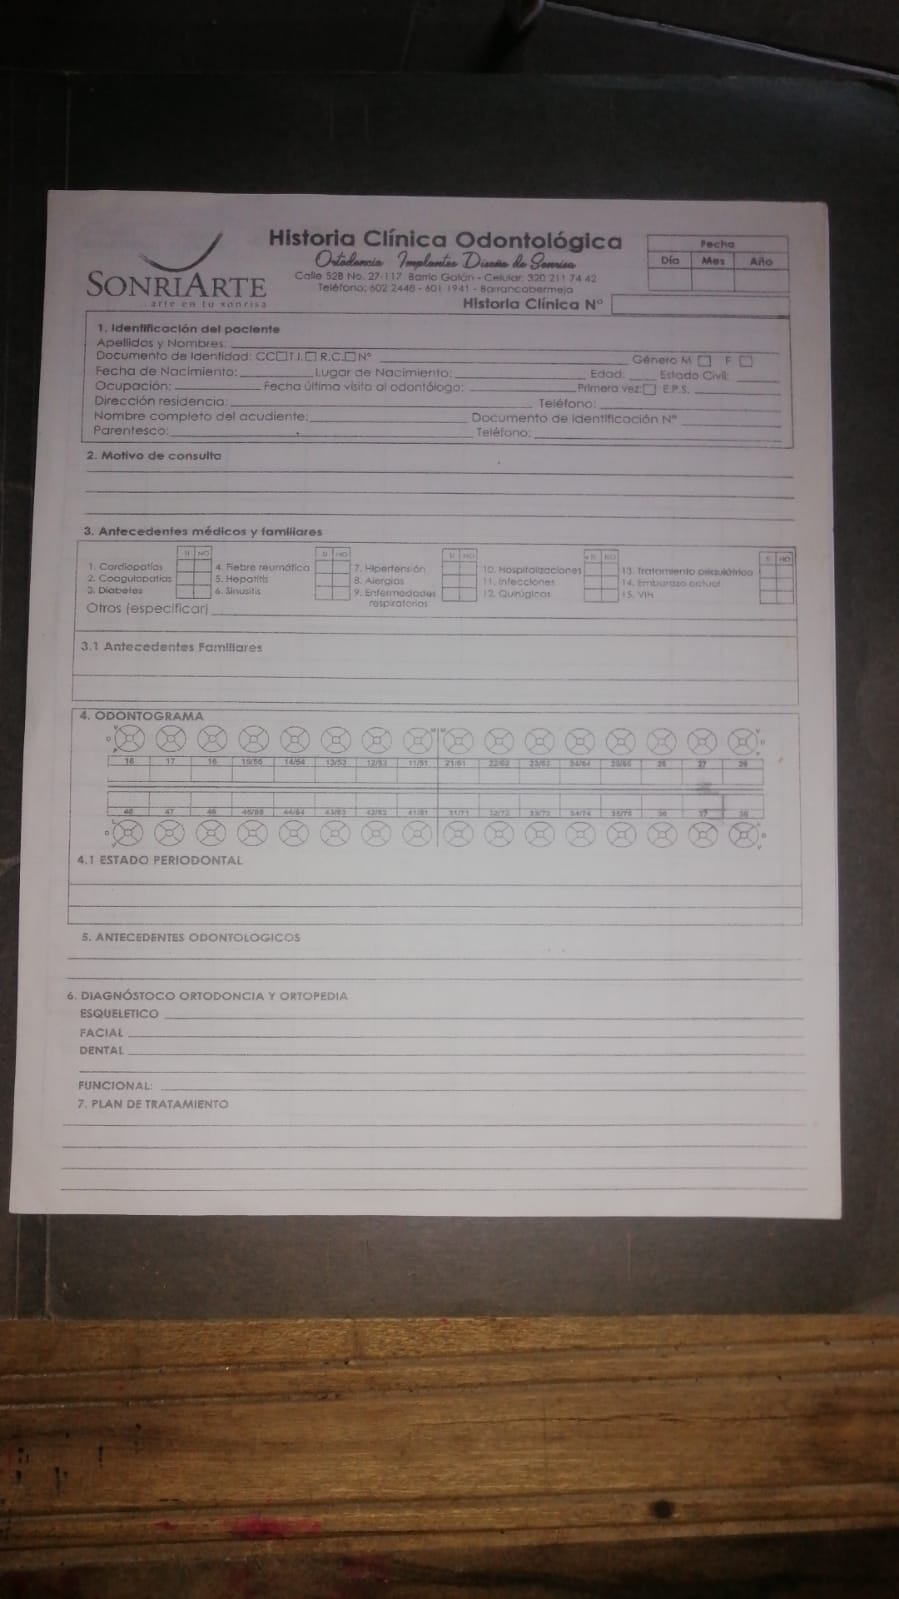 Historia Clínica Odontológica
Ortodoncia Implantes Diseño de Sonrisa
Calle 52B No. 27-117 Barrio Galán - Celular: 320 211 74 42
Teléfono: 602 2448 - 601 1941 - Barrancabermeja
SONRIARTE
...arte en tu sonrisa
Fecha
Día Mes Año
Historia Clínica N°
1. Identificación del paciente
Apellidos y Nombres:
Documento de Identidad: CC T.I. R.C. N° Género M F
Fecha de Nacimiento: Lugar de Nacimiento: Edad: Estado Civil:
Ocupación: Fecha última visita al odontólogo: Primera vez: E.P.S.
Dirección residencia: Teléfono:
Nombre completo del acudiente: Documento de Identificación N°
Parentesco: Teléfono:
2. Motivo de consulta
3. Antecedentes médicos y familiares
SI NO SI NO SI NO SI NO SI NO
1. Cardiopatías 4. Fiebre reumática 7. Hipertensión 10. Hospitalizaciones 13. Tratamiento psiquiátrico
2. Coagulopatías 5. Hepatitis 8. Alergias 11. Infecciones 14. Embarazo actual
3. Diabetes 6. Sinusitis 9. Enfermedades respiratorias 12. Quirúgicos 15. VIH
Otros (especificar)
3.1 Antecedentes Familiares
4. ODONTOGRAMA
17 16 15/55 14/54 13/53 12/52 11/51 21/61 22/62 23/63 24/64 26 27
48 47 46 45/85 44/84 43/83 42/82 41/81 31/71 32/72 33/73 34/74 35/75 36 37 38
4.1 ESTADO PERIODONTAL
5. ANTECEDENTES ODONTOLOGICOS
6. DIAGNÓSTOCO ORTODONCIA Y ORTOPEDIA
ESQUELETICO
FACIAL
DENTAL
FUNCIONAL:
7. PLAN DE TRATAMIENTO